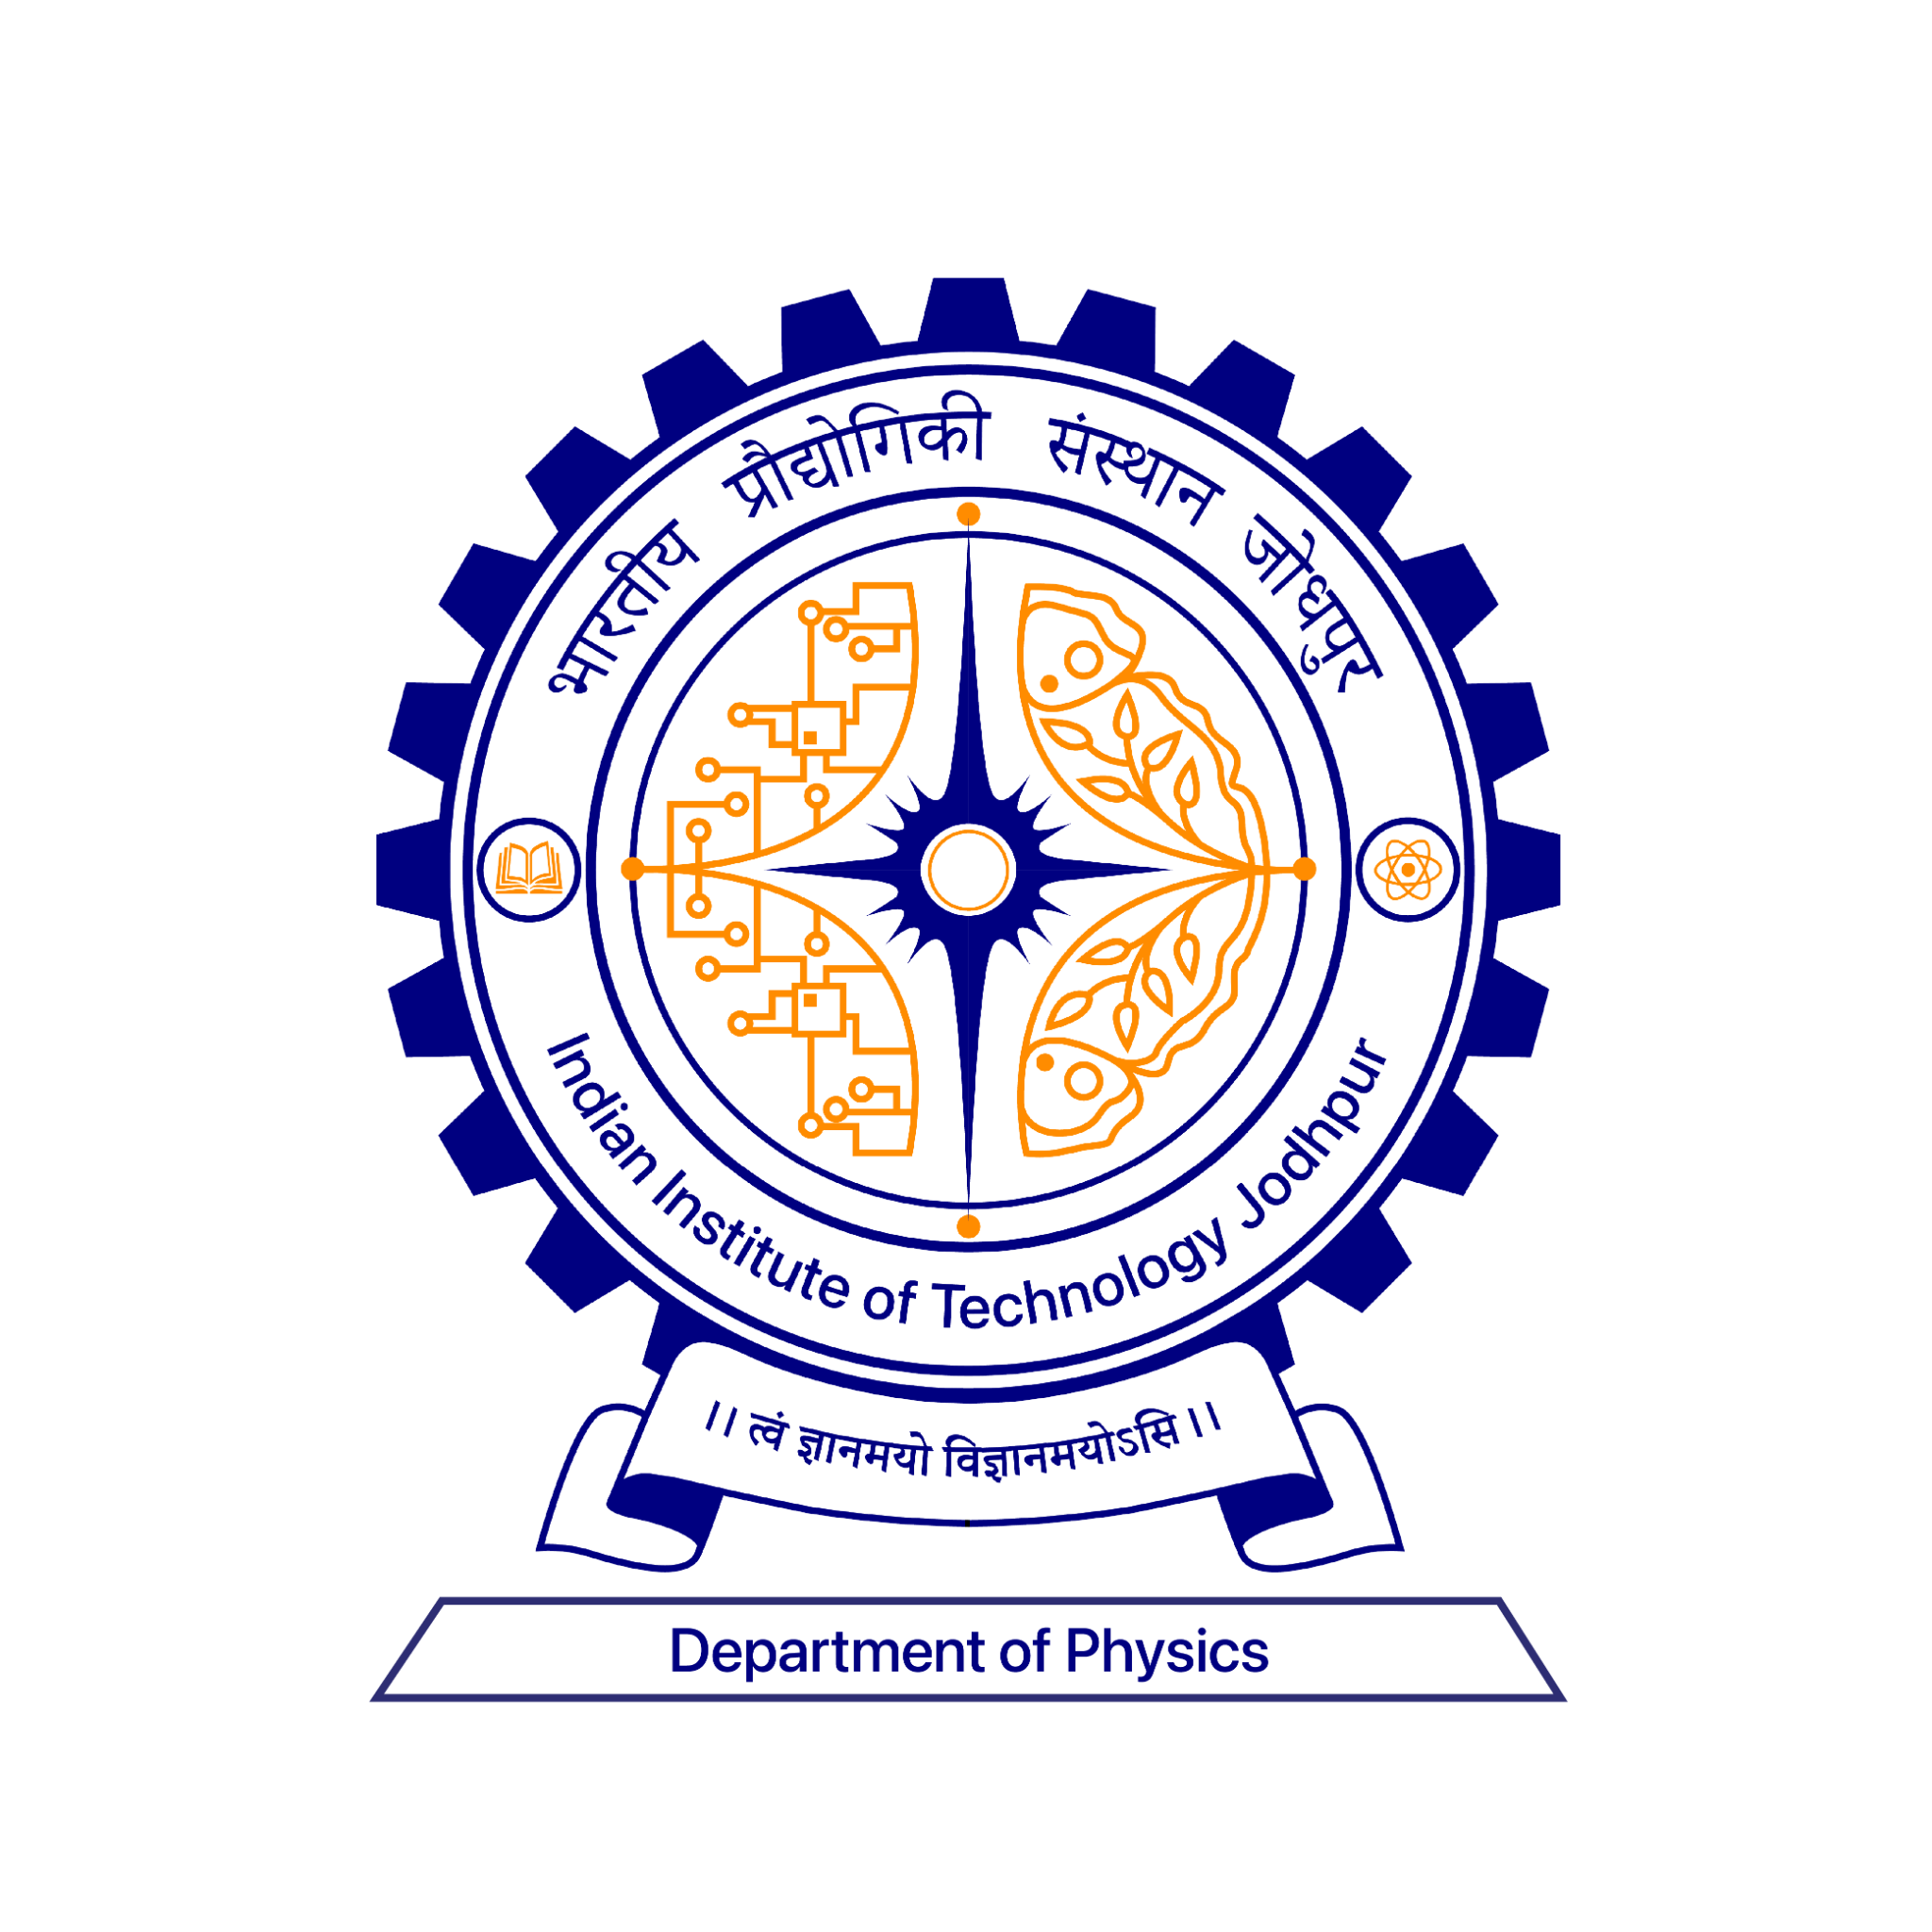 भारतीय प्रौद्योगिकी संस्थान जोधपुर
Indian Institute of Technology Jodhpur
।। त्वं ज्ञानमयो विज्ञानमयोऽसि ।।
Department of Physics